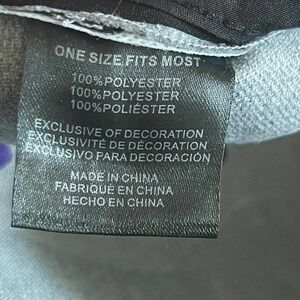 ONE SIZE FITS MOST
100%POLYESTER
100%POLYESTER
100%POLIÉSTER
EXCLUSIVE OF DECORATION
EXCLUSIVITÉ DE DÉCORATION
EXCLUSIVO PARA DECORACIÓN
MADE IN CHINA
FABRIQUÉ EN CHINA
HECHO EN CHINA